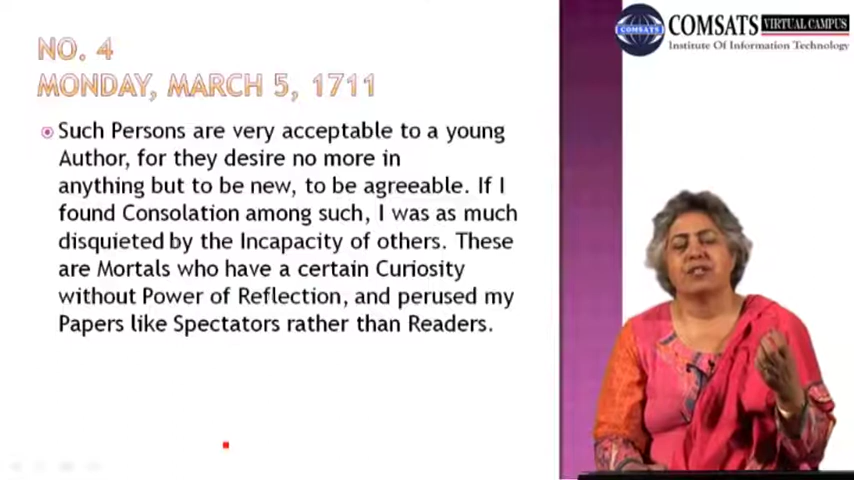 NO. 4
MONDAY, MARCH 5, 1711
Such Persons are very acceptable to a young
Author, for they desire no more in
anything but to be new, to be agreeable. If I
found Consolation among such, I was as much
disquieted by the Incapacity of others. These
are Mortals who have a certain Curiosity
without Power of Reflection, and perused my
Papers like Spectators rather than Readers.
COMSATS VIRTUAL CAMPUS
Institute Of Information Technology